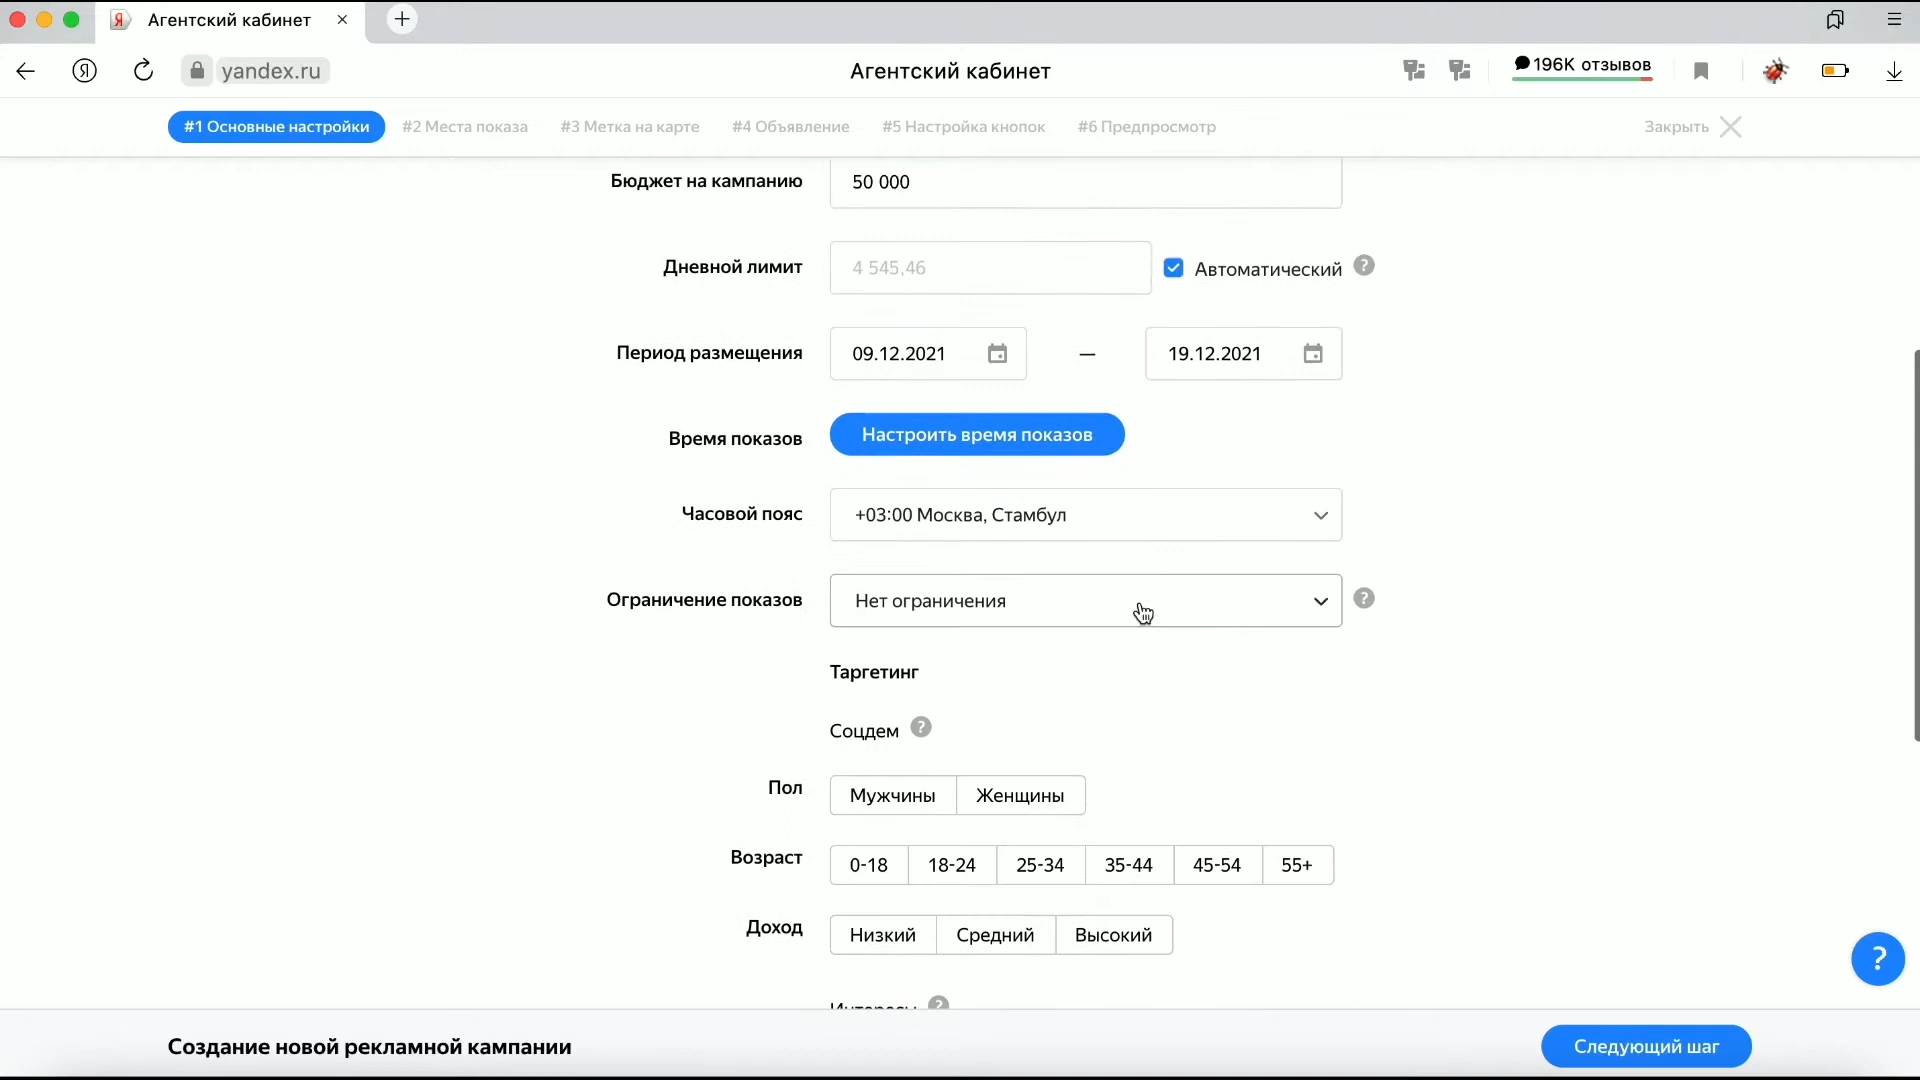 Агентский кабинет
yandex.ru
Агентский кабинет
196K отзывов
#1 Основные настройки
#2 Места показа
#3 Метка на карте
#4 Объявление
#5 Настройка кнопок
#6 Предпросмотр
Закрыть
Бюджет на кампанию
50 000
Дневной лимит
4 545,46
Автоматический
?
Период размещения
09.12.2021
—
19.12.2021
Время показов
Настроить время показов
Часовой пояс
+03:00 Москва, Стамбул
Ограничение показов
Нет ограничения
?
Таргетинг
Соцдем
?
Пол
Мужчины
Женщины
Возраст
0-18
18-24
25-34
35-44
45-54
55+
Доход
Низкий
Средний
Высокий
Интересы
?
?
Создание новой рекламной кампании
Следующий шаг